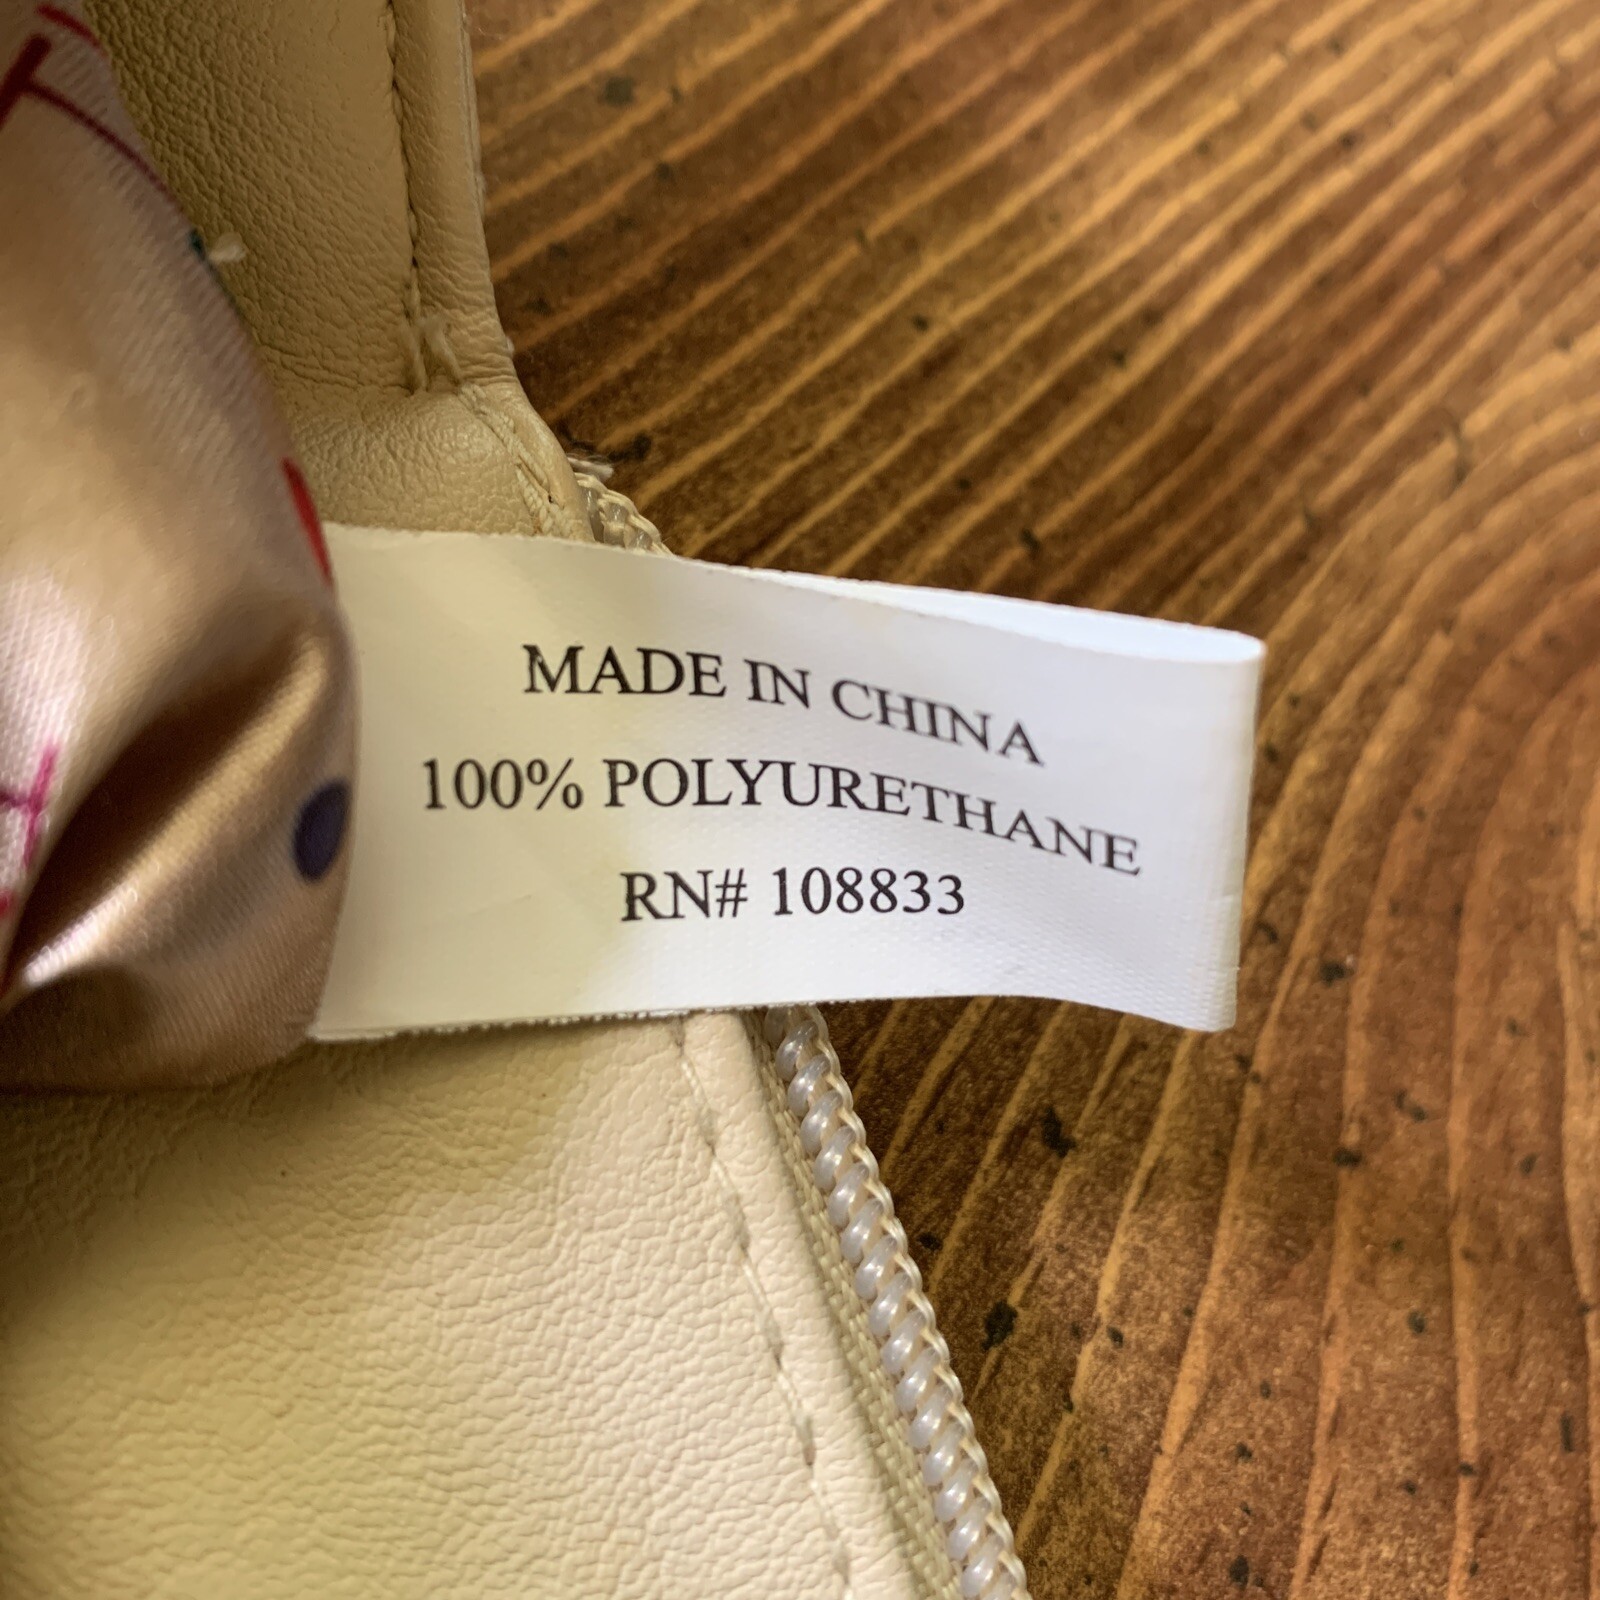 MADE IN CHINA
100% POLYURETHANE
RN# 108833